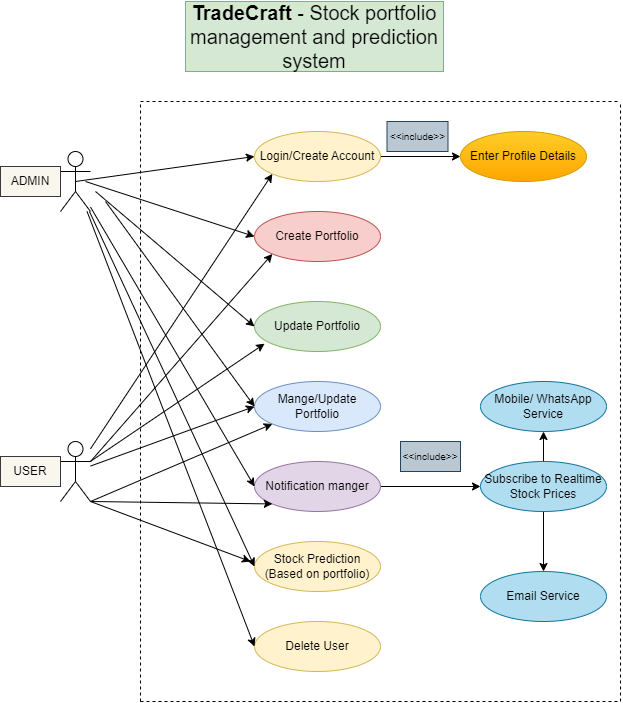 TradeCraft - Stock portfolio
management and prediction
system
<<include>>
Login/Create Account
Enter Profile Details
ADMIN
Create Portfolio
Update Portfolio
Mange/Update
Portfolio
Mobile/ WhatsApp
Service
<<include>>
USER
Notification manger
Subscribe to Realtime
Stock Prices
Stock Prediction
(Based on portfolio)
Email Service
Delete User